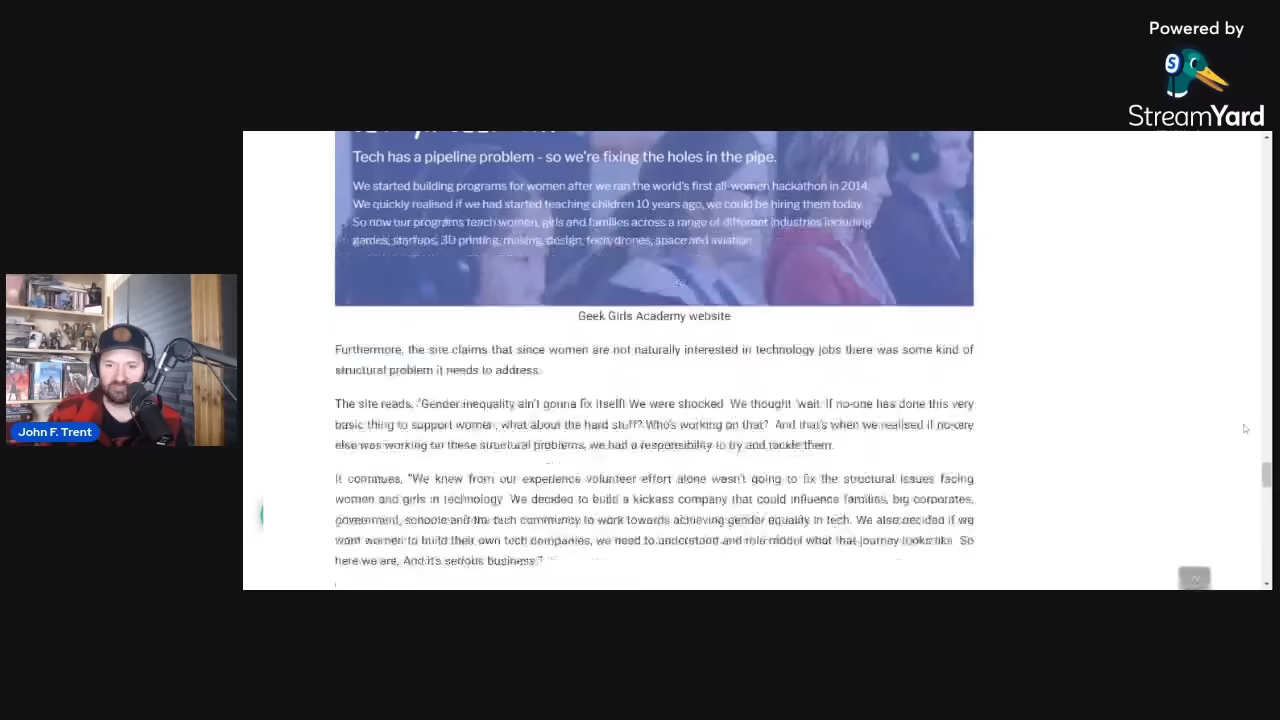 Powered by
StreamYard
Tech has a pipeline problem - so we're fixing the holes in the pipe.
We started building programs for women after we ran the world's first all-women hackathon in 2014.
We quickly realised if we had started teaching children 10 years ago, we could be hiring them today.
So now our programs teach women, girls and families across a range of different industries including
games, startups, 3D printing, making, design, tech, drones, space and aviation
Geek Girls Academy website
Furthermore, the site claims that since women are not naturally interested in technology jobs there was some kind of
structural problem it needs to address.
The site reads, "Gender inequality ain't gonna fix itself! We were shocked. We thought 'wait. If no-one has done this very
basic thing to support women, what about the hard stuff? Who's working on that?' And that's when we realised if no-one
else was working on these structural problems, we had a responsibility to try and tackle them.
It continues, "We knew from our experience volunteer effort alone wasn't going to fix the structural issues facing
women and girls in technology. We decided to build a kickass company that could influence families, big corporates,
government, schools and the tech community to work towards achieving gender equality in tech. We also decided if we
want women to build their own tech companies, we need to understand and role model what that journey looks like. So
here we are. And it's serious business."
John F. Trent